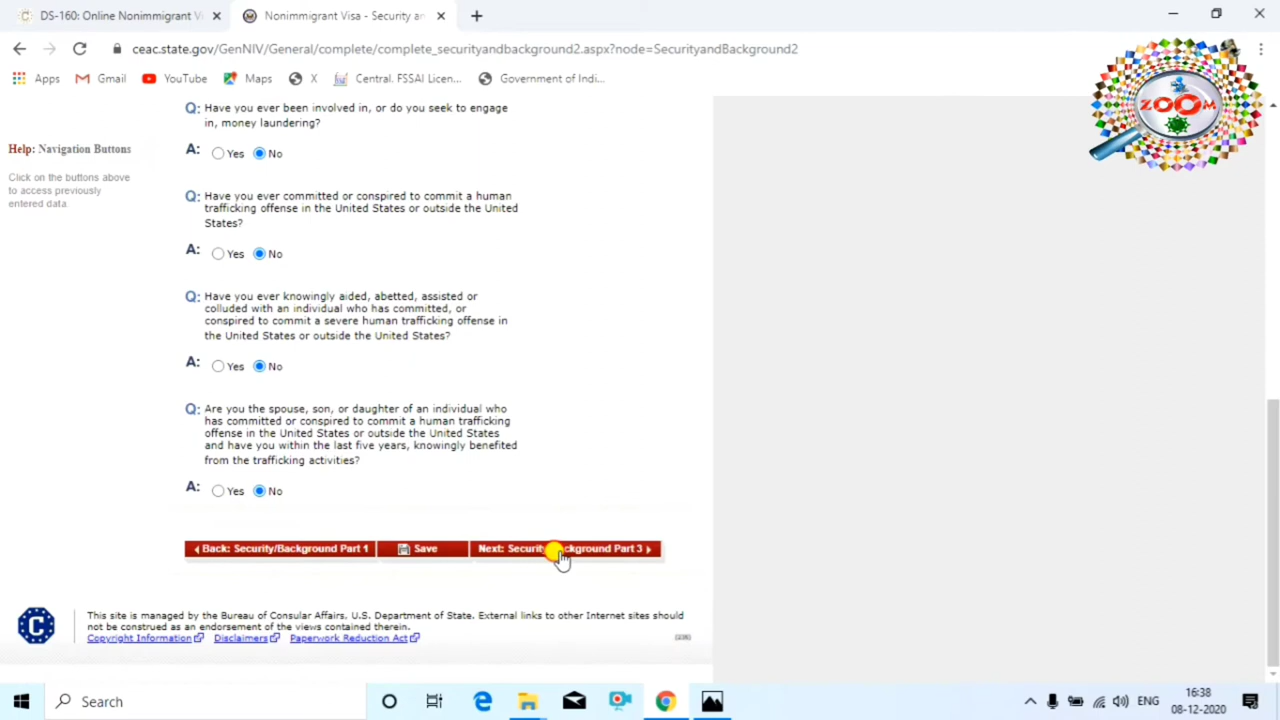 DS-160: Online Nonimmigrant V
Nonimmigrant Visa - Security an
ceac.state.gov/GenNIV/General/complete/complete_securityandbackground2.aspx?node=SecurityandBackground2
Apps
Gmail
YouTube
Maps
X
Central. FSSAI Licen...
Government of Indi...
ZOOM
Help: Navigation Buttons
Click on the buttons above
to access previously
entered data.
Q: Have you ever been involved in, or do you seek to engage
in, money laundering?
A: Yes No
Q: Have you ever committed or conspired to commit a human
trafficking offense in the United States or outside the United
States?
A: Yes No
Q: Have you ever knowingly aided, abetted, assisted or
colluded with an individual who has committed, or
conspired to commit a severe human trafficking offense in
the United States or outside the United States?
A: Yes No
Q: Are you the spouse, son, or daughter of an individual who
has committed or conspired to commit a human trafficking
offense in the United States or outside the United States
and have you within the last five years, knowingly benefited
from the trafficking activities?
A: Yes No
Back: Security/Background Part 1
Save
Next: Security ckground Part 3
C
This site is managed by the Bureau of Consular Affairs, U.S. Department of State. External links to other Internet sites should
not be construed as an endorsement of the views contained therein.
Copyright Information Disclaimers Paperwork Reduction Act
Search
ENG
16:38
08-12-2020